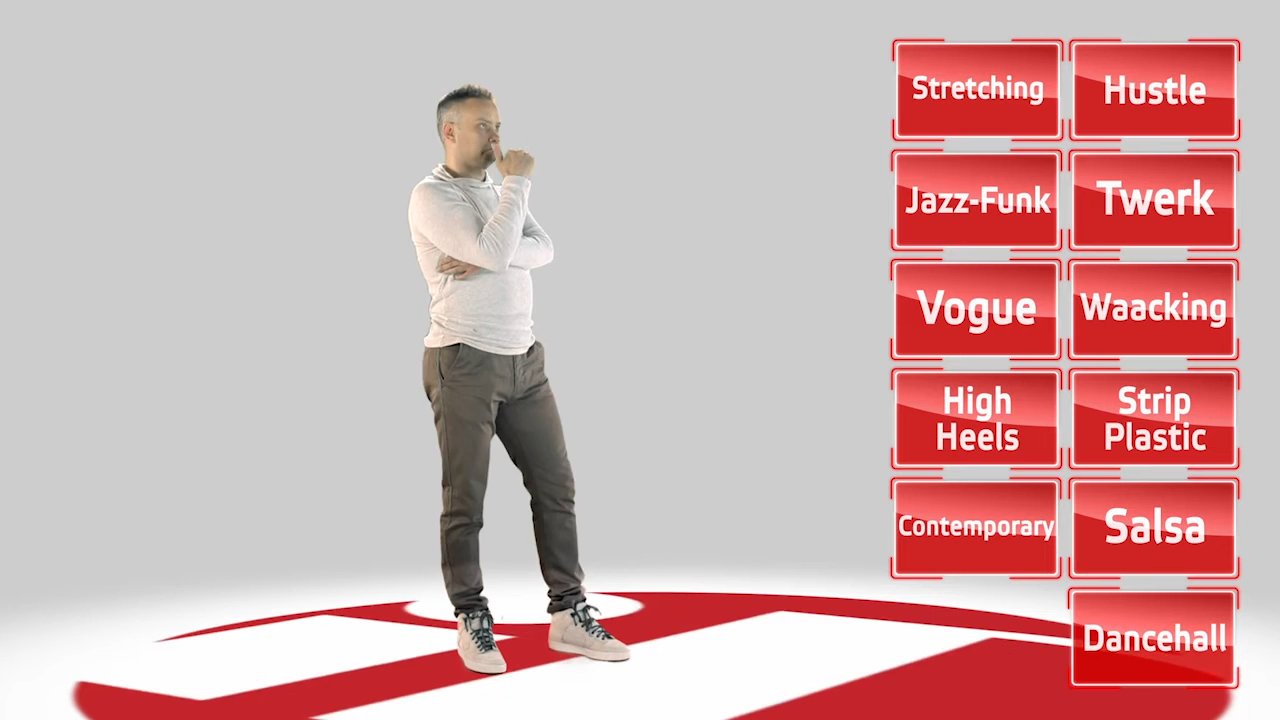 Stretching
Hustle
Jazz-Funk
Twerk
Vogue
Waacking
High
Heels
Strip
Plastic
Contemporary
Salsa
Dancehall